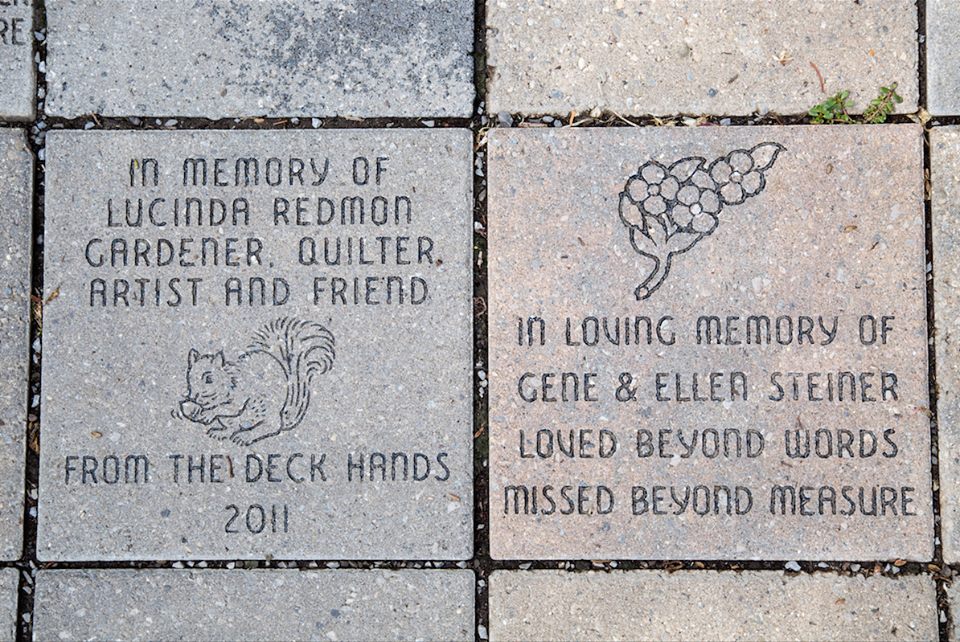 RE
IN MEMORY OF
LUCINDA REDMON
GARDENER, QUILTER,
ARTIST AND FRIEND
FROM THE DECK HANDS
2011
IN LOVING MEMORY OF
GENE & ELLEN STEINER
LOVED BEYOND WORDS
MISSED BEYOND MEASURE